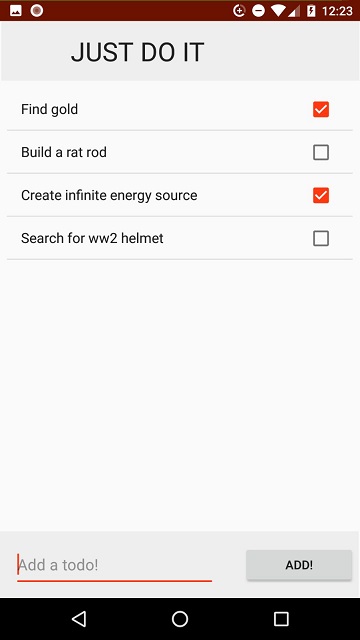 12:23
JUST DO IT
Find gold
Build a rat rod
Create infinite energy source
Search for ww2 helmet
Add a todo!
ADD!